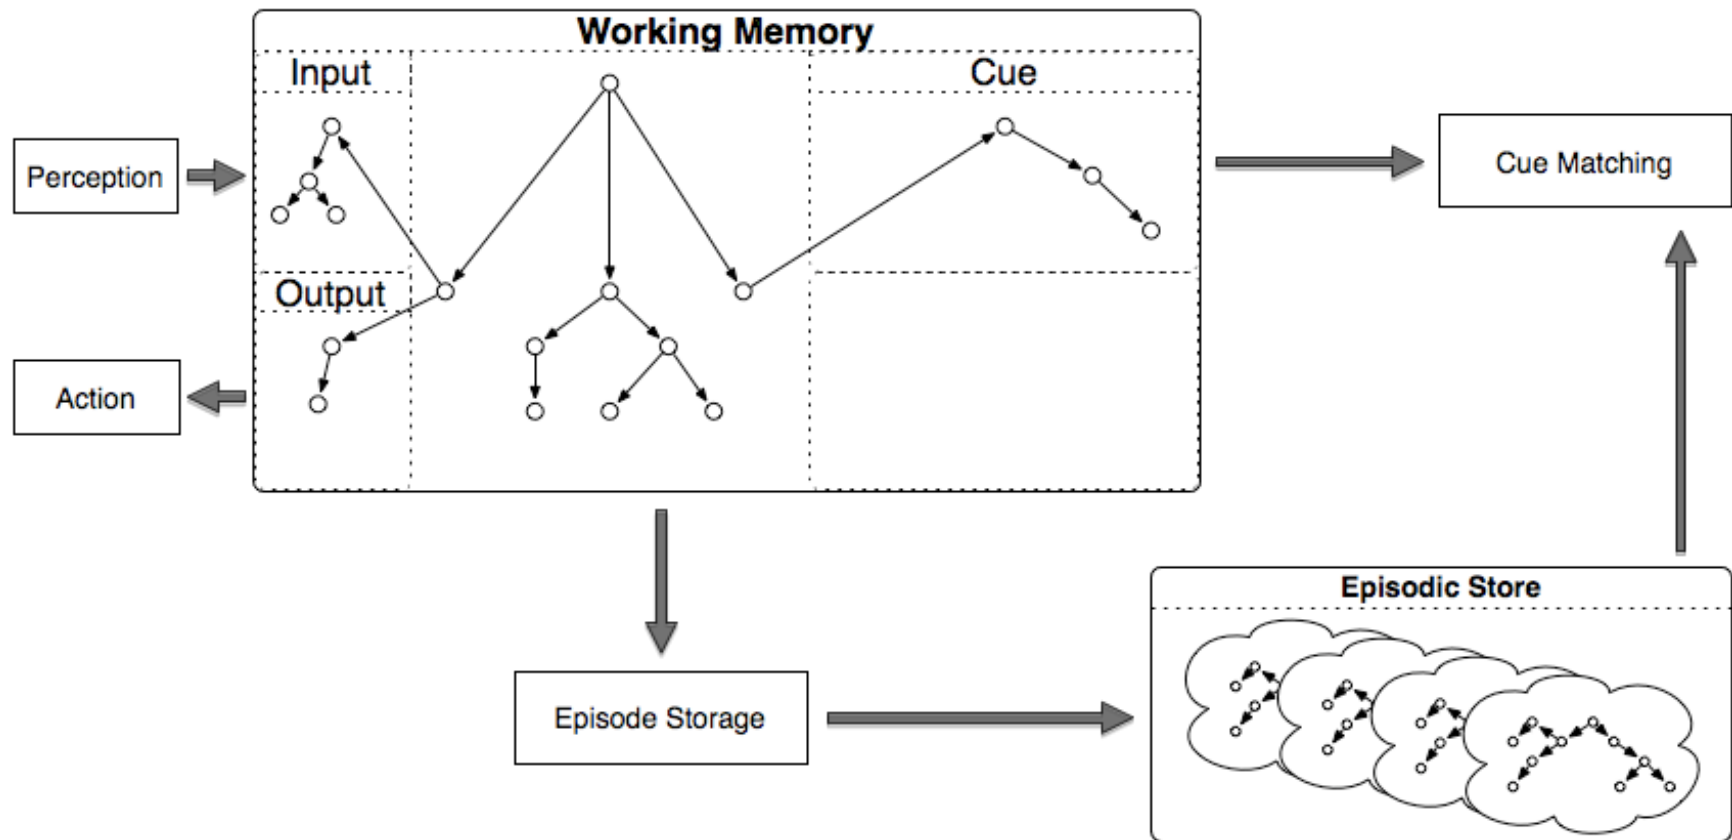 Working Memory
Input
Cue
Perception
Cue Matching
Output
Action
Episodic Store
Episode Storage